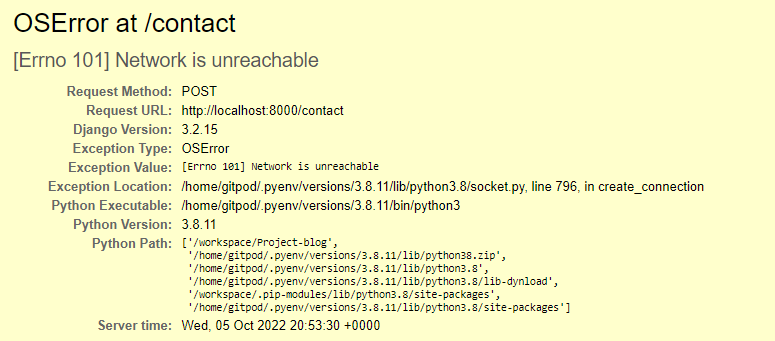 OSError at /contact
[Errno 101] Network is unreachable
Request Method: POST
Request URL: http://localhost:8000/contact
Django Version: 3.2.15
Exception Type: OSError
Exception Value: [Errno 101] Network is unreachable
Exception Location: /home/gitpod/.pyenv/versions/3.8.11/lib/python3.8/socket.py, line 796, in create_connection
Python Executable: /home/gitpod/.pyenv/versions/3.8.11/bin/python3
Python Version: 3.8.11
Python Path: ['/workspace/Project-blog',
'/home/gitpod/.pyenv/versions/3.8.11/lib/python38.zip',
'/home/gitpod/.pyenv/versions/3.8.11/lib/python3.8',
'/home/gitpod/.pyenv/versions/3.8.11/lib/python3.8/lib-dynload',
'/workspace/.pip-modules/lib/python3.8/site-packages',
'/home/gitpod/.pyenv/versions/3.8.11/lib/python3.8/site-packages']
Server time: Wed, 05 Oct 2022 20:53:30 +0000